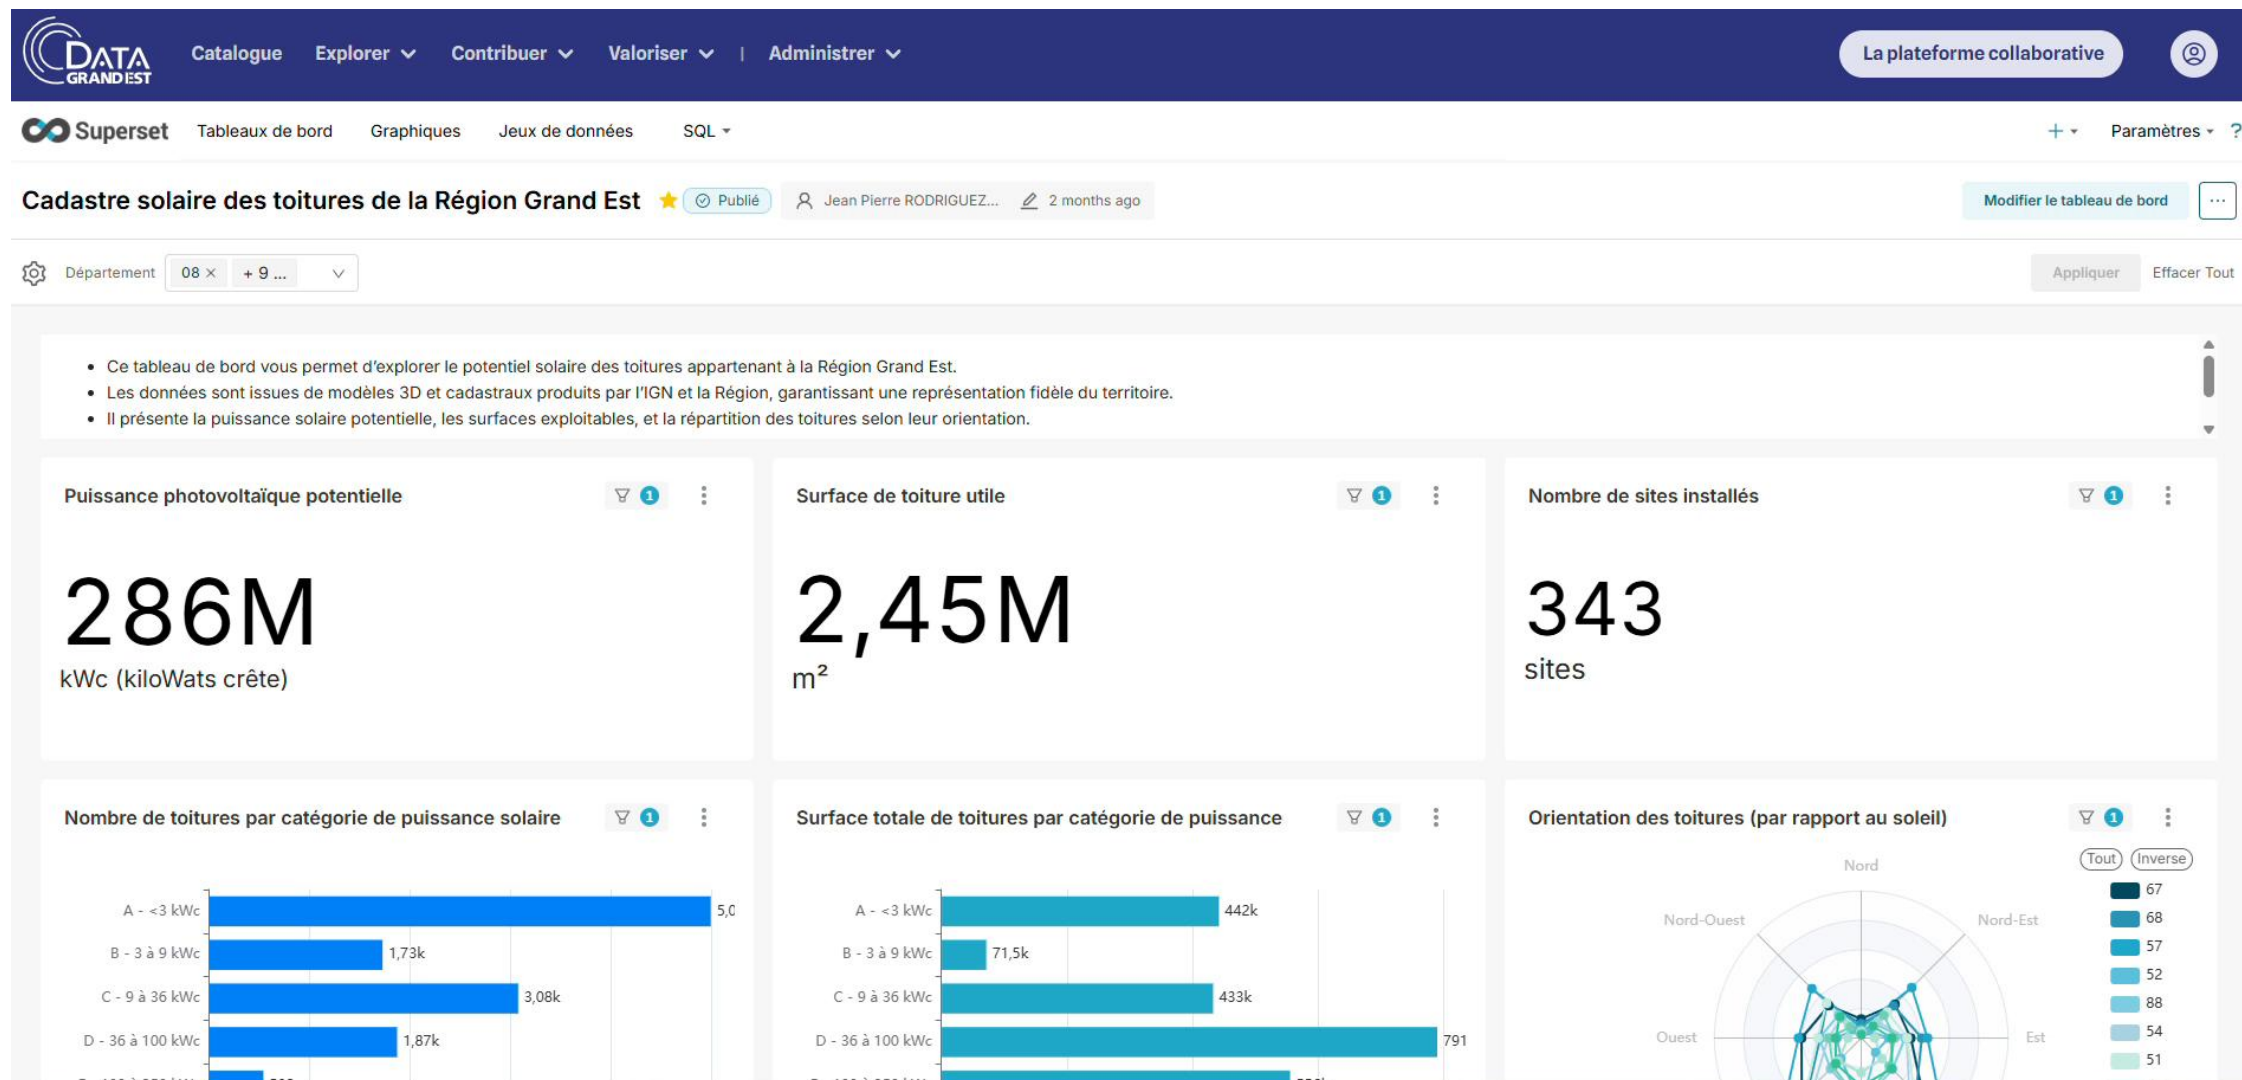 DATA
GRAND EST
Catalogue Explorer Contribuer Valoriser | Administrer
La plateforme collaborative
Superset Tableaux de bord Graphiques Jeux de données SQL
+ Paramètres ?
Cadastre solaire des toitures de la Région Grand Est Publié Jean Pierre RODRIGUEZ... 2 months ago
Modifier le tableau de bord ...
Département 08 × + 9 ...
Appliquer Effacer Tout
• Ce tableau de bord vous permet d’explorer le potentiel solaire des toitures appartenant à la Région Grand Est.
• Les données sont issues de modèles 3D et cadastraux produits par l’IGN et la Région, garantissant une représentation fidèle du territoire.
• Il présente la puissance solaire potentielle, les surfaces exploitables, et la répartition des toitures selon leur orientation.
Puissance photovoltaïque potentielle 1
286M
kWc (kiloWats crête)
Surface de toiture utile 1
2,45M
m²
Nombre de sites installés 1
343
sites
Nombre de toitures par catégorie de puissance solaire 1
A - <3 kWc 5,0
B - 3 à 9 kWc 1,73k
C - 9 à 36 kWc 3,08k
D - 36 à 100 kWc 1,87k
Surface totale de toitures par catégorie de puissance 1
A - <3 kWc 442k
B - 3 à 9 kWc 71,5k
C - 9 à 36 kWc 433k
D - 36 à 100 kWc 791
Orientation des toitures (par rapport au soleil) 1
Tout Inverse
Nord
Nord-Ouest
Nord-Est
Ouest
Est
67
68
57
52
88
54
51